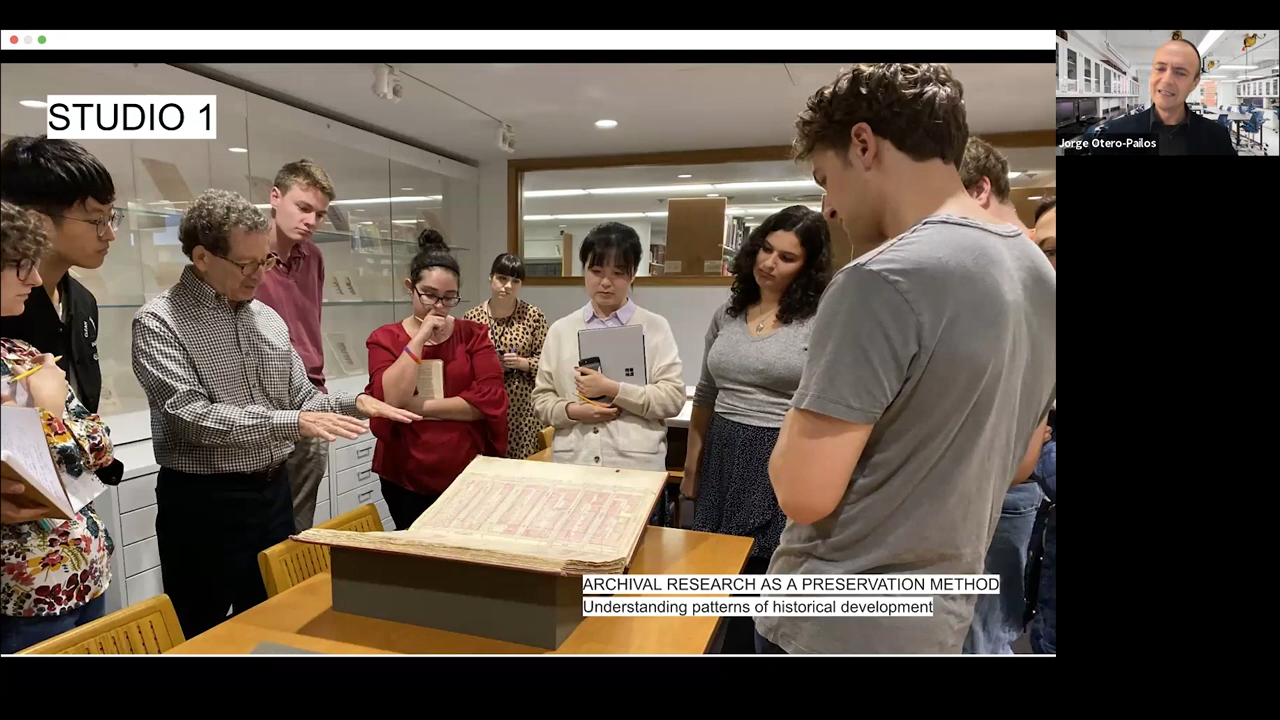 STUDIO 1
Jorge Otero-Pailos
ARCHIVAL RESEARCH AS A PRESERVATION METHOD
Understanding patterns of historical development